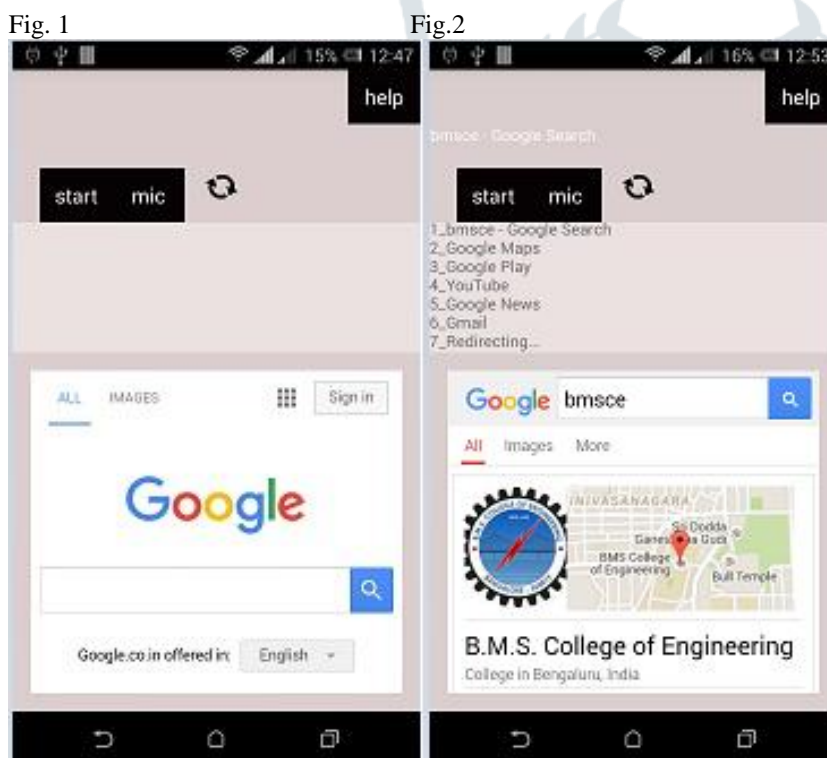 Fig. 1
Fig.2
15% 12:47
help
start mic
ALL IMAGES Sign in
Google
Google.co.in offered in: English
16% 12:53
help
bmsce - Google Search
start mic
1_bmsce - Google Search
2_Google Maps
3_Google Play
4_YouTube
5_Google News
6_Gmail
7_Redirecting...
Google bmsce
All Images More
INIVASANAGARA
Sri Dodda
BMS College
of Engineering
Bull Temple
B.M.S. College of Engineering
College in Bengaluru, India